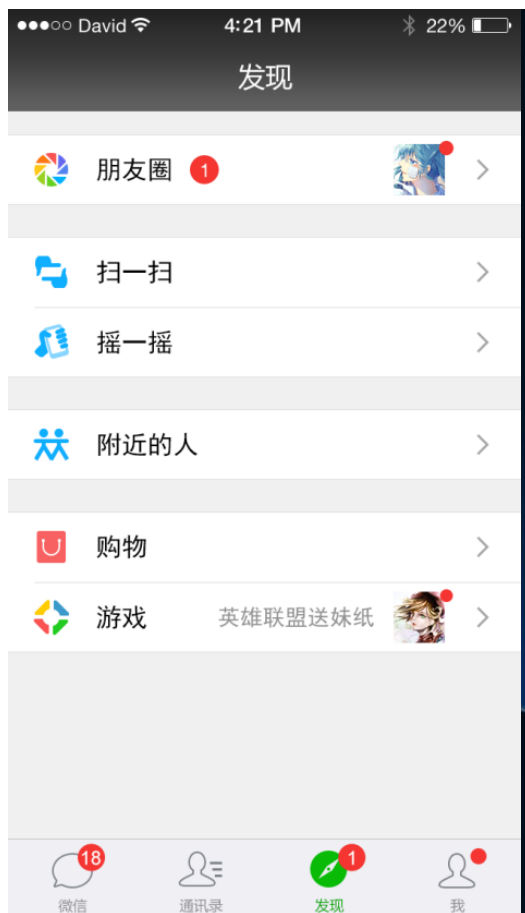 ●●●○○ David 4:21 PM 22%
发现
朋友圈 1
扫一扫
摇一摇
附近的人
购物
游戏 英雄联盟送妹纸
18 1
微信 通讯录 发现 我